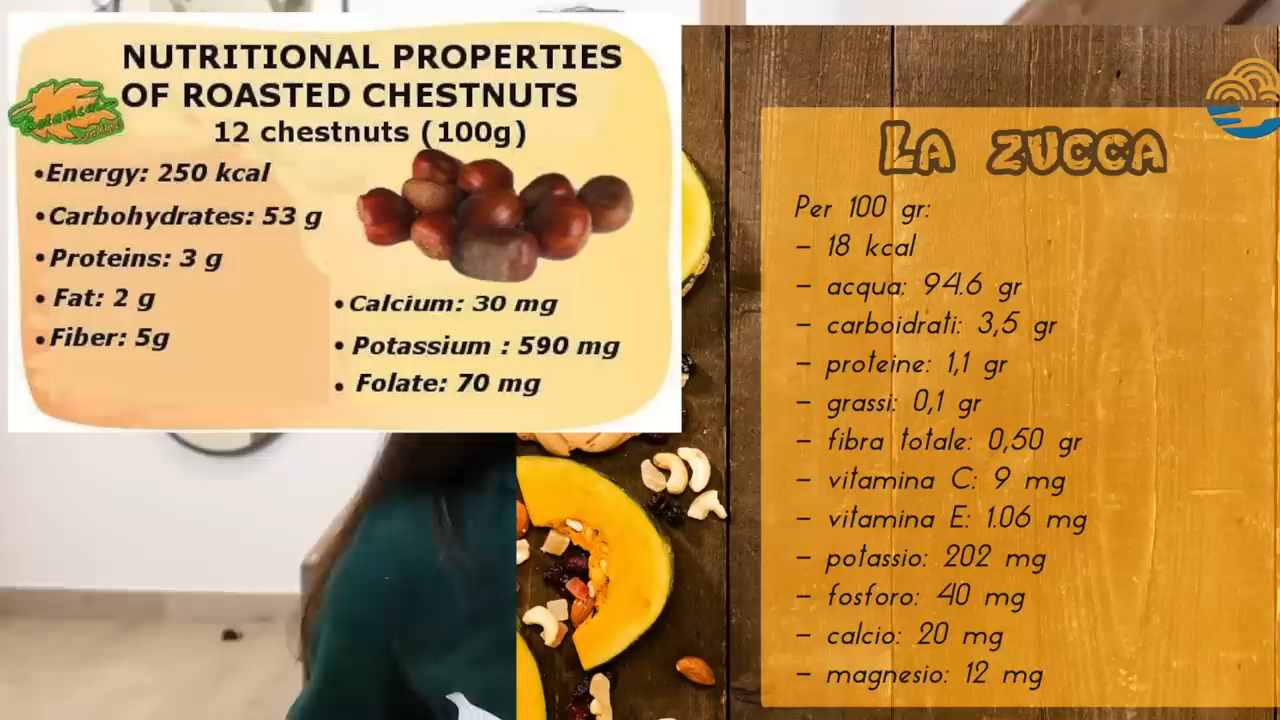 NUTRITIONAL PROPERTIES
OF ROASTED CHESTNUTS
12 chestnuts (100g)
•Energy: 250 kcal
•Carbohydrates: 53 g
•Proteins: 3 g
• Fat: 2 g
•Fiber: 5g
•Calcium: 30 mg
• Potassium : 590 mg
• Folate: 70 mg
LA ZUCCA
Per 100 gr:
- 18 kcal
- acqua: 94.6 gr
- carboidrati: 3,5 gr
- proteine: 1,1 gr
- grassi: 0,1 gr
- fibra totale: 0,50 gr
- vitamina C: 9 mg
- vitamina E: 1.06 mg
- potassio: 202 mg
- fosforo: 40 mg
- calcio: 20 mg
- magnesio: 12 mg